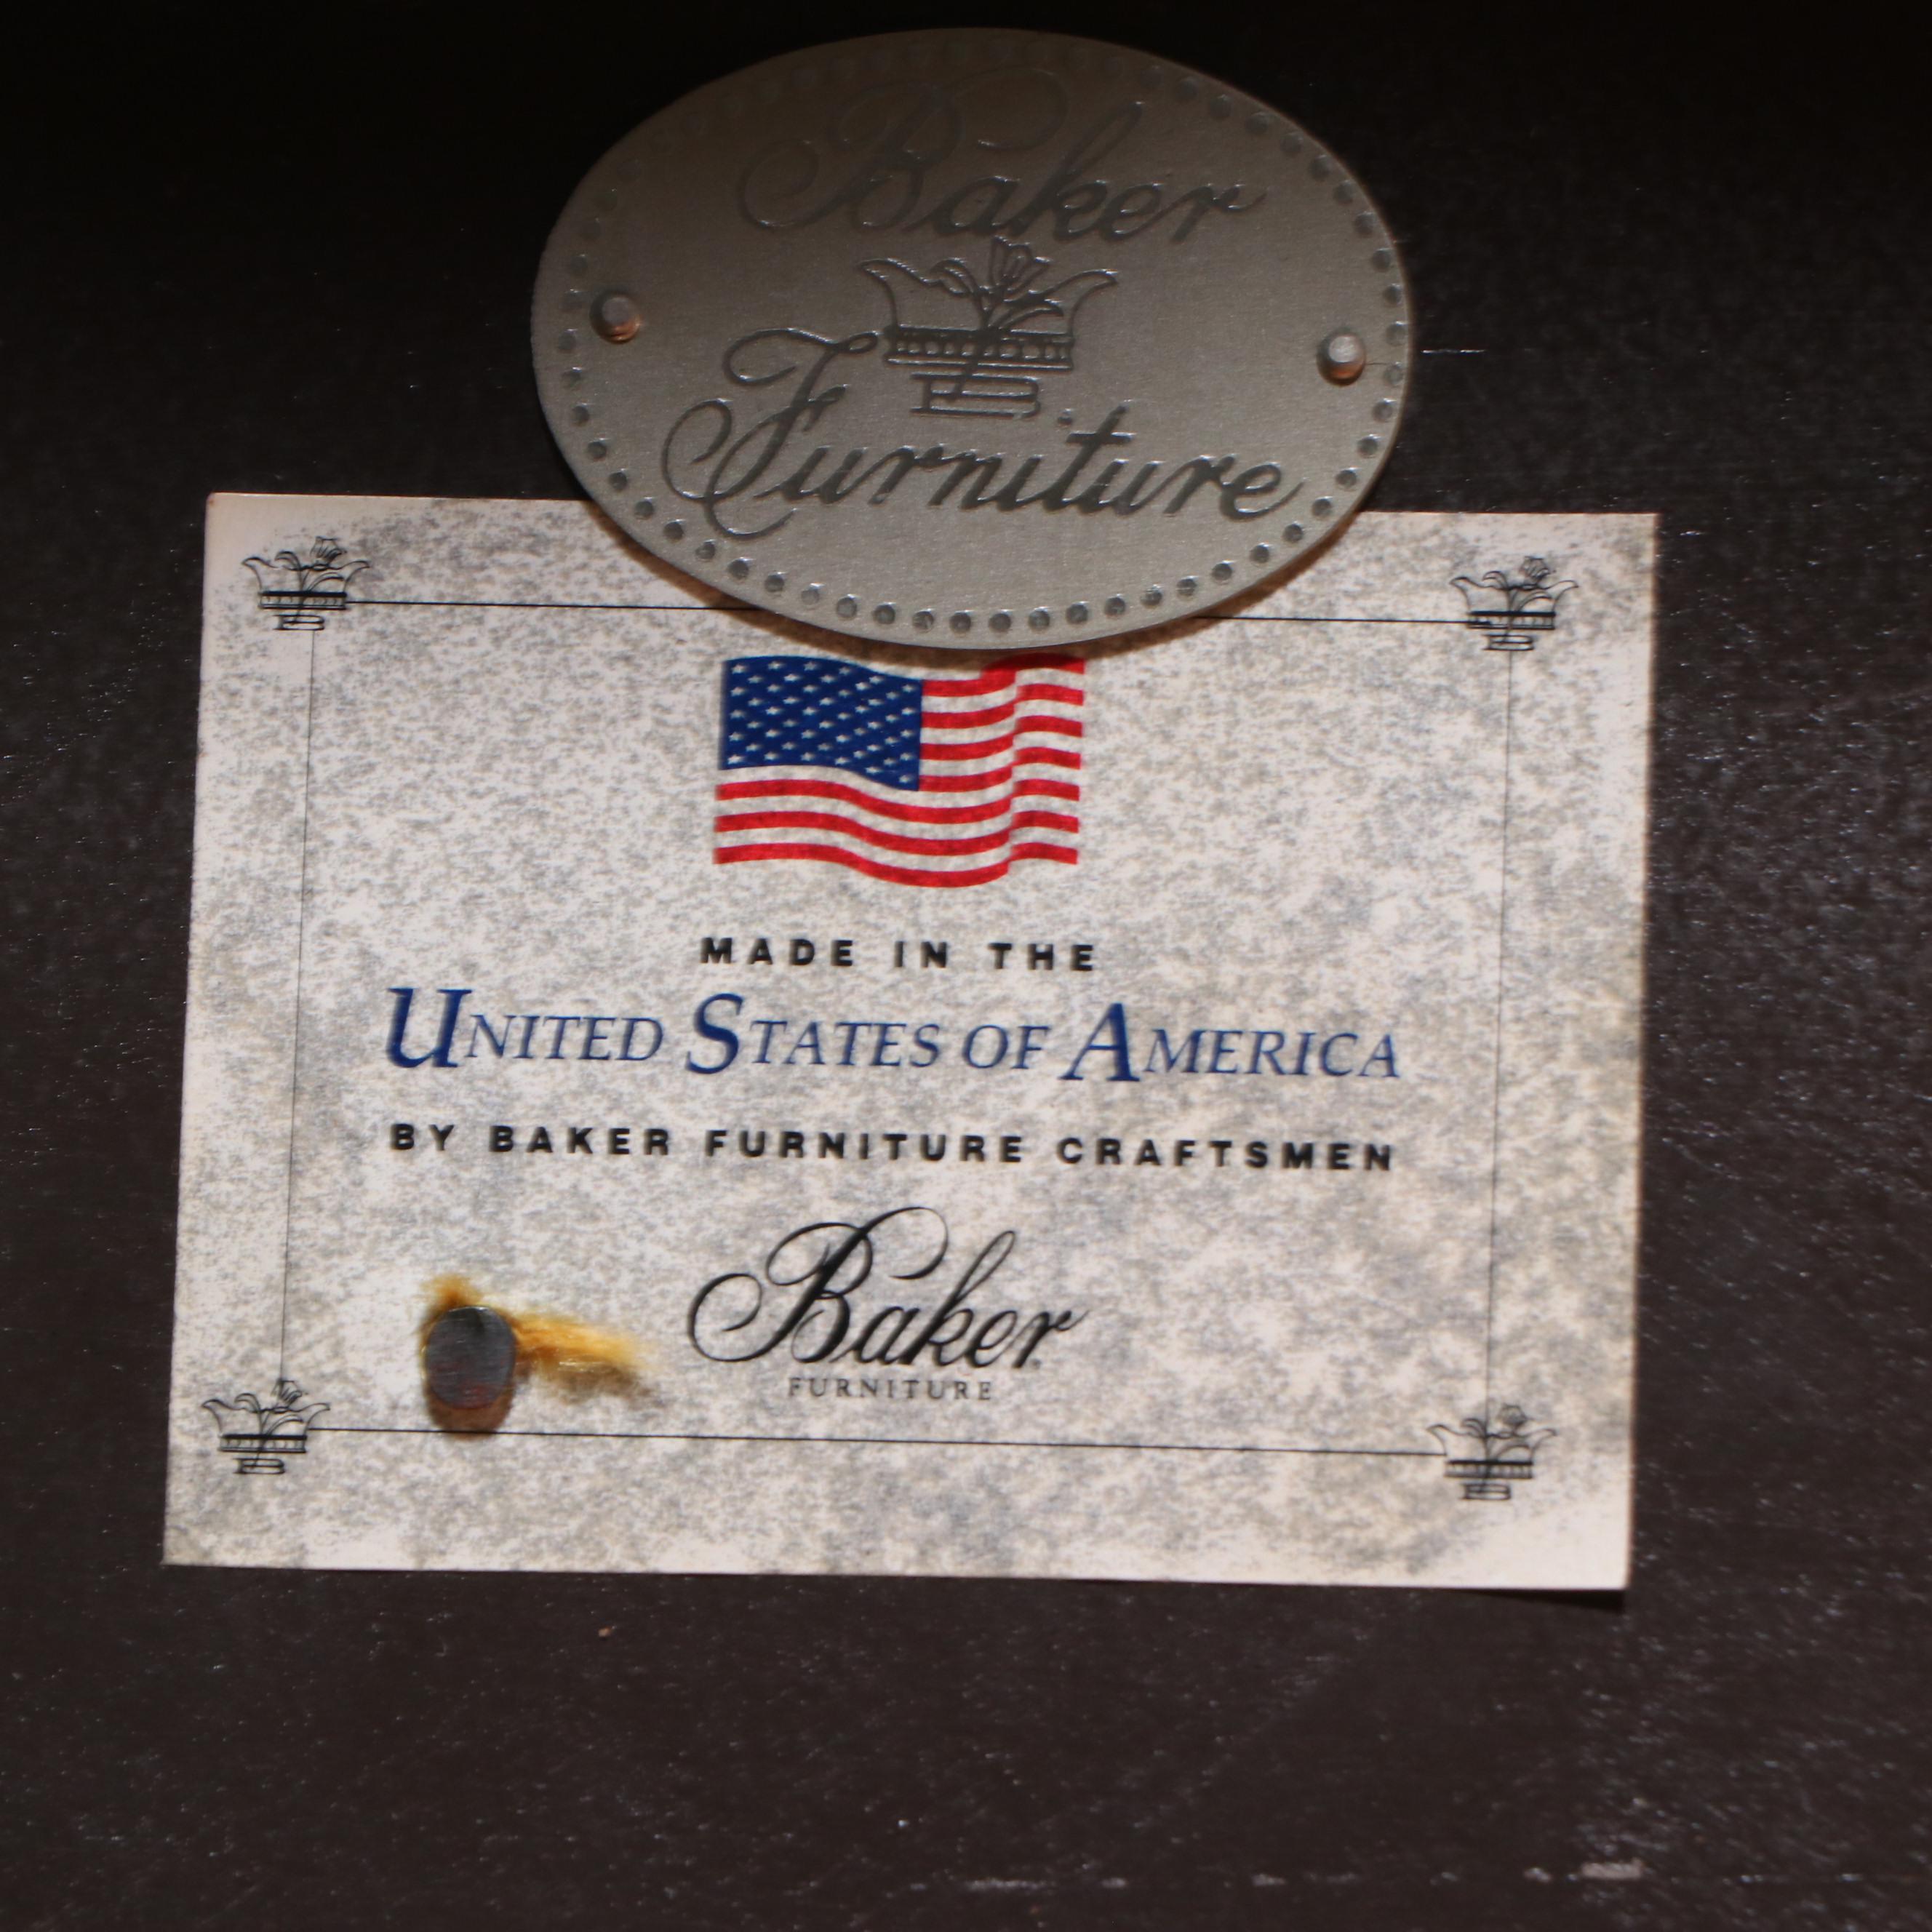 Baker
Furniture
MADE IN THE
UNITED STATES OF AMERICA
BY BAKER FURNITURE CRAFTSMEN
Baker
FURNITURE